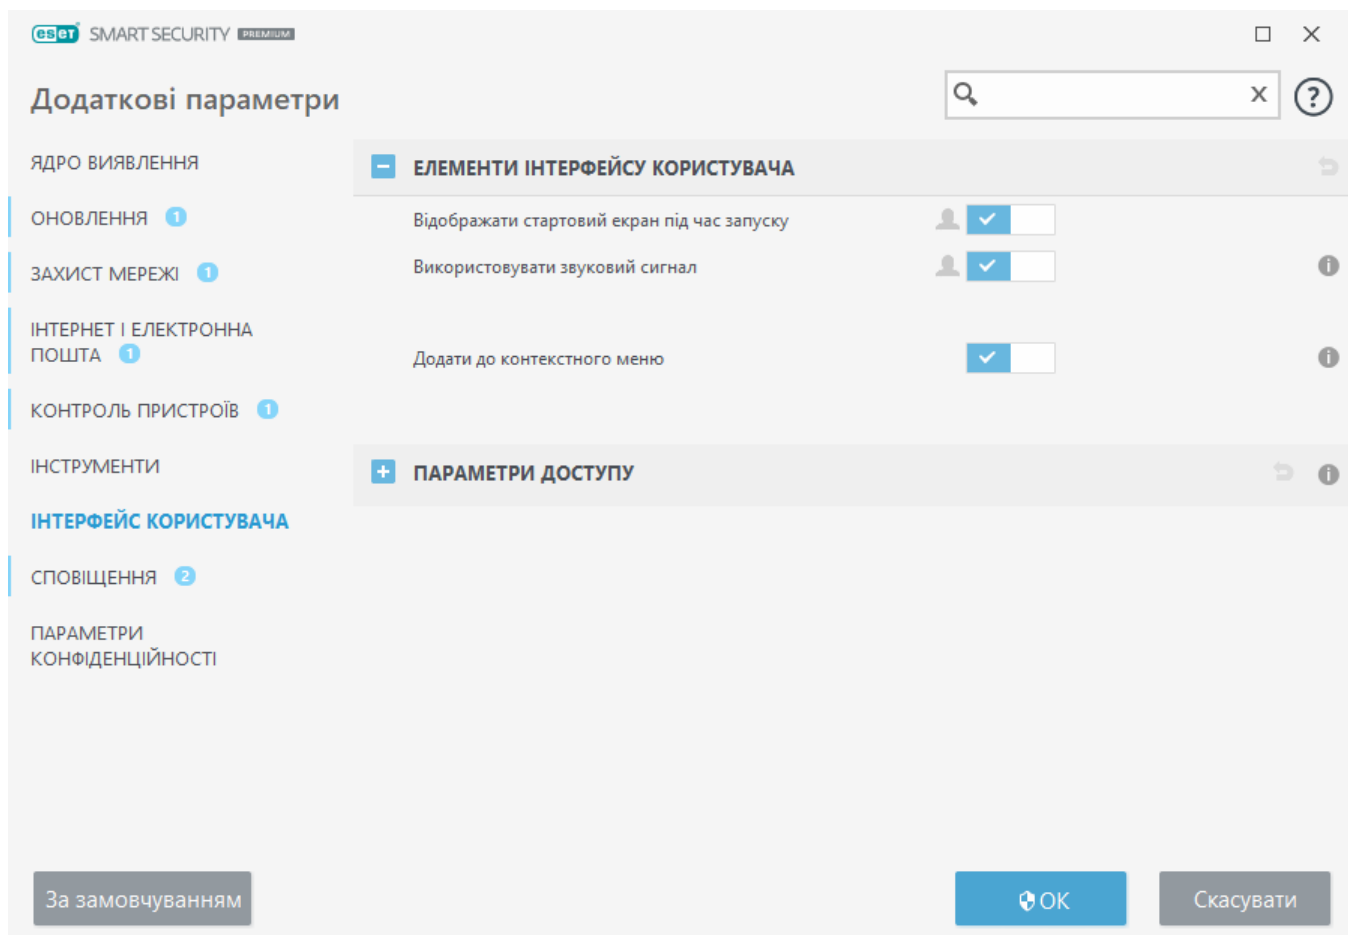 eset SMART SECURITY PREMIUM
Додаткові параметри
x
?
ЯДРО ВИЯВЛЕННЯ
ОНОВЛЕННЯ 1
ЗАХИСТ МЕРЕЖІ 1
ІНТЕРНЕТ І ЕЛЕКТРОННА
ПОШТА 1
КОНТРОЛЬ ПРИСТРОЇВ 1
ІНСТРУМЕНТИ
ІНТЕРФЕЙС КОРИСТУВАЧА
СПОВІЩЕННЯ 2
ПАРАМЕТРИ
КОНФІДЕНЦІЙНОСТІ
ЕЛЕМЕНТИ ІНТЕРФЕЙСУ КОРИСТУВАЧА
Відображати стартовий екран під час запуску
Використовувати звуковий сигнал
Додати до контекстного меню
ПАРАМЕТРИ ДОСТУПУ
За замовчуванням
ОК
Скасувати